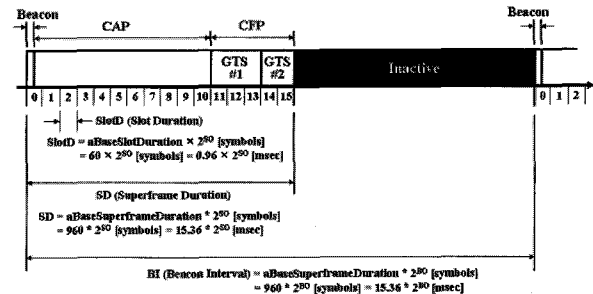 Beacon
CAP
CFP
Beacon
GTS #1
GTS #2
Inactive
0 1 2 3 4 5 6 7 8 9 10 11 12 13 14 15
0 1 2
SlotD (Slot Duration)
SlotD = aBaseSlotDuration × 2^SO [symbols]
= 60 × 2^SO [symbols] = 0.96 × 2^SO [msec]
SD (Superframe Duration)
SD = aBaseSuperframeDuration * 2^SO [symbols]
= 960 * 2^SO [symbols] = 15.36 * 2^SO [msec]
BI (Beacon Interval) = aBaseSuperframeDuration * 2^BO [symbols]
= 960 * 2^BO [symbols] = 15.36 * 2^BO [msec]